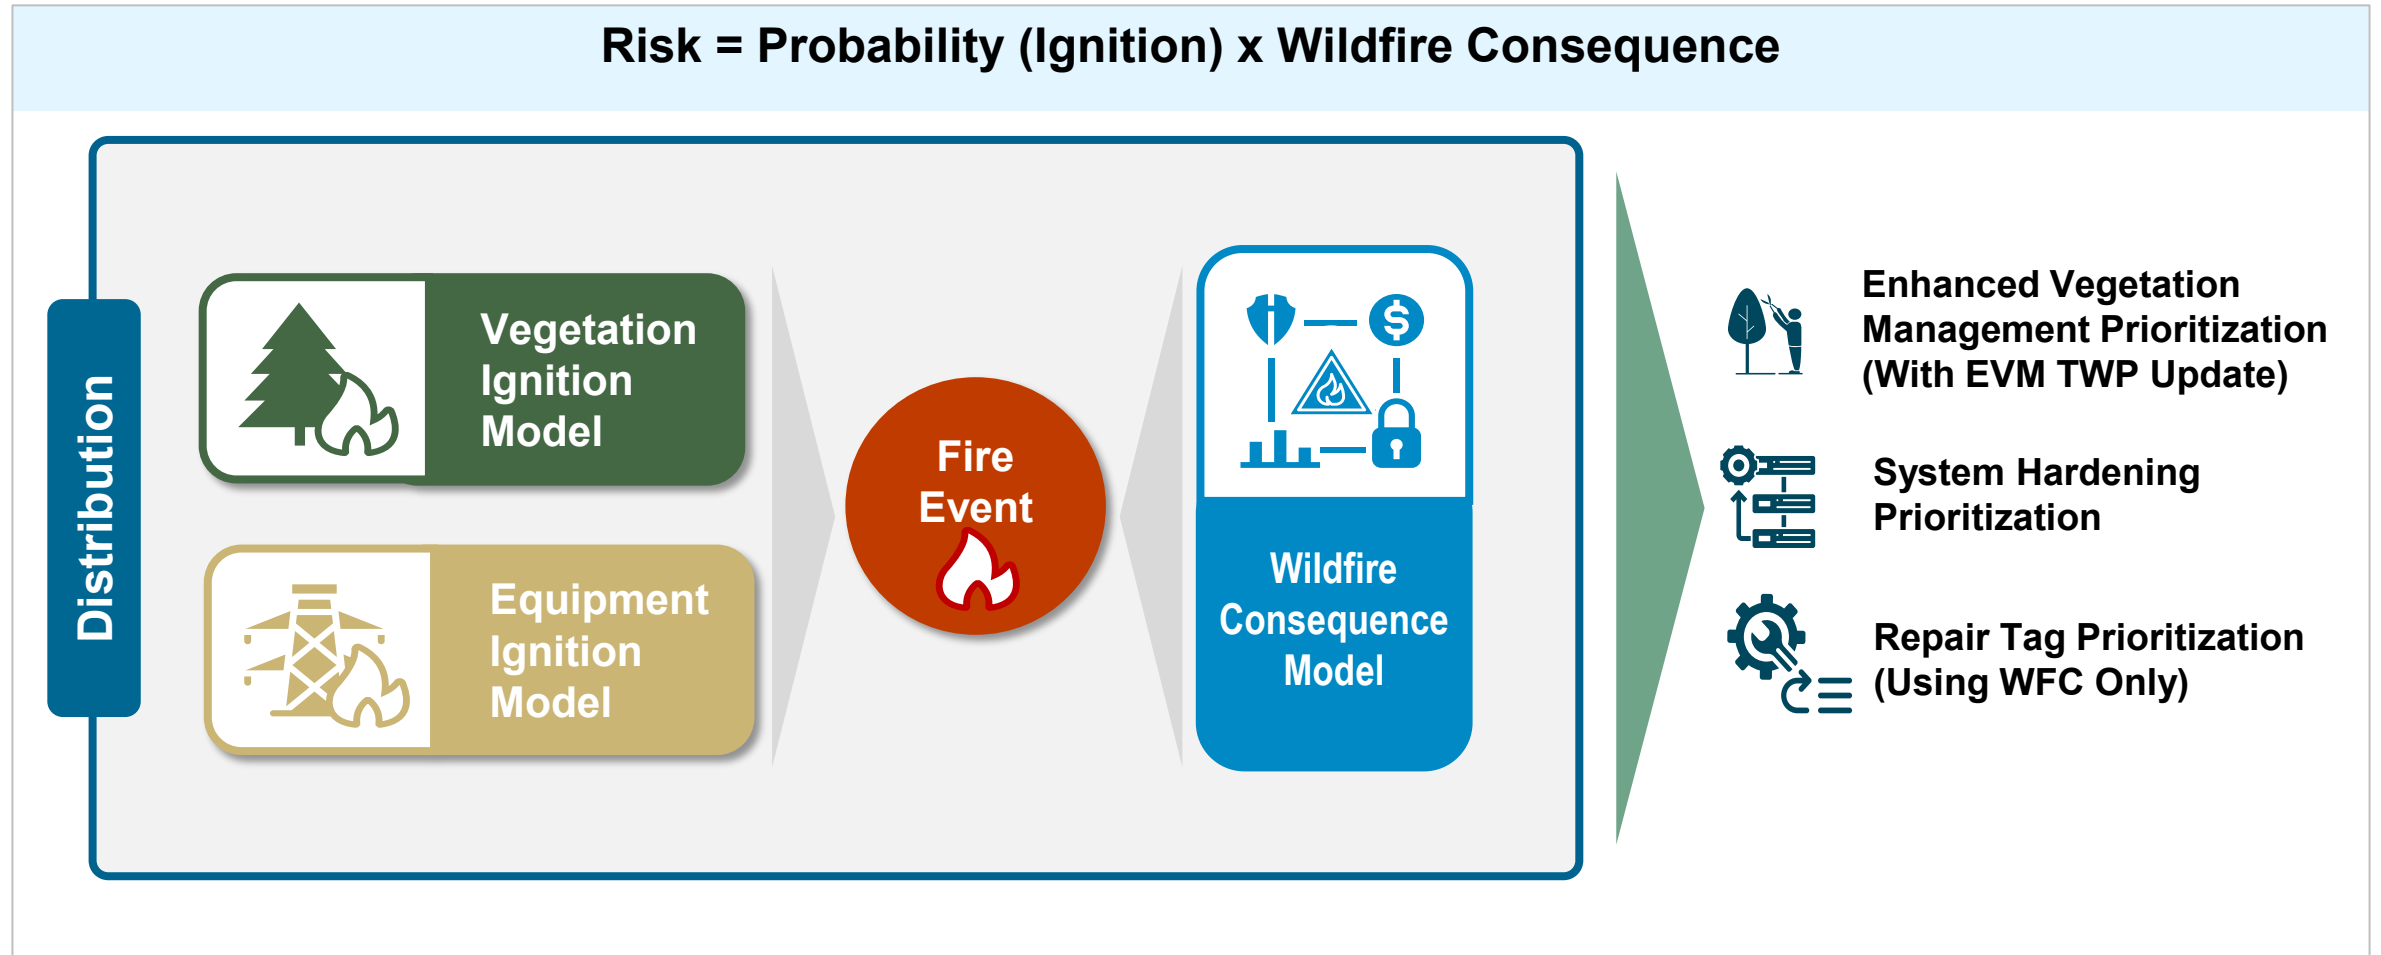 Risk = Probability (Ignition) x Wildfire Consequence
Distribution
Vegetation
Ignition
Model
Equipment
Ignition
Model
Fire
Event
$
Wildfire
Consequence
Model
Enhanced Vegetation
Management Prioritization
(With EVM TWP Update)
System Hardening
Prioritization
Repair Tag Prioritization
(Using WFC Only)